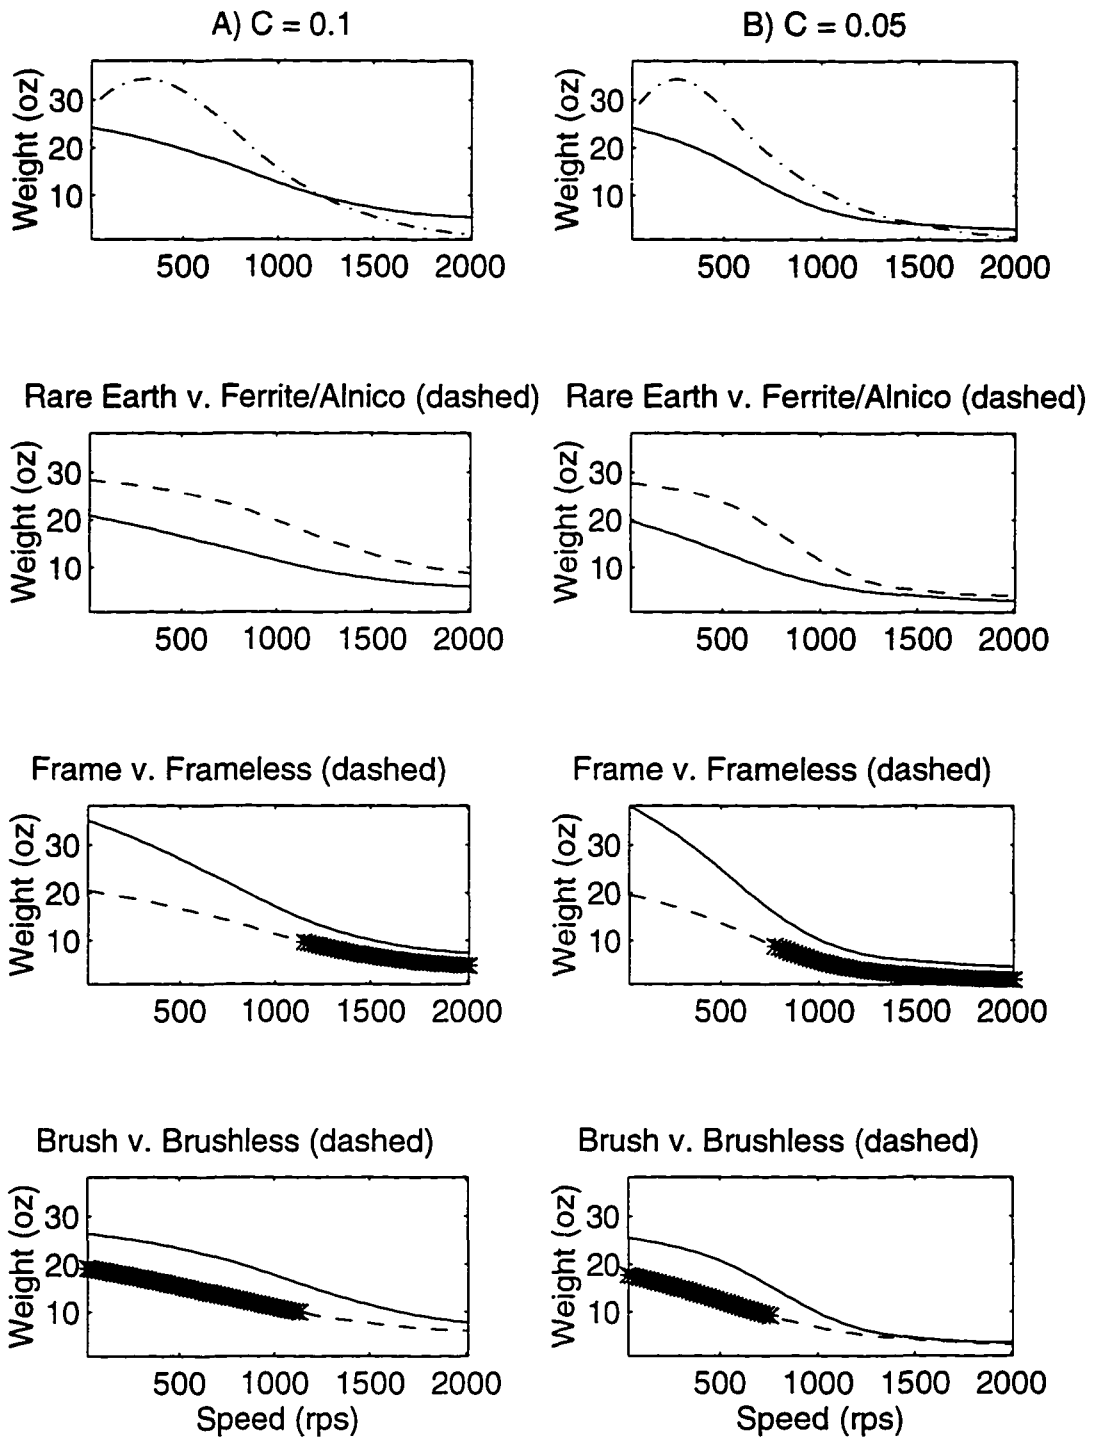 A) C = 0.1
B) C = 0.05
Weight (oz)
30
20
10
500 1000 1500 2000
Weight (oz)
30
20
10
500 1000 1500 2000
Rare Earth v. Ferrite/Alnico (dashed)
Rare Earth v. Ferrite/Alnico (dashed)
Weight (oz)
30
20
10
500 1000 1500 2000
Weight (oz)
30
20
10
500 1000 1500 2000
Frame v. Frameless (dashed)
Frame v. Frameless (dashed)
Weight (oz)
30
20
10
500 1000 1500 2000
Weight (oz)
30
20
10
500 1000 1500 2000
Brush v. Brushless (dashed)
Brush v. Brushless (dashed)
Weight (oz)
30
20
10
500 1000 1500 2000
Speed (rps)
Weight (oz)
30
20
10
500 1000 1500 2000
Speed (rps)